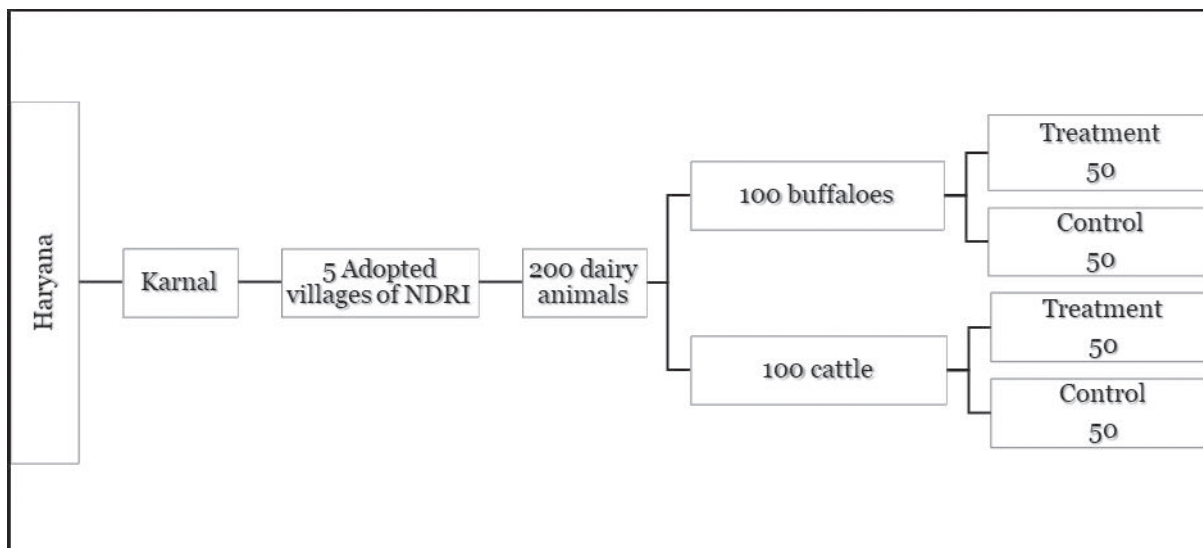 Haryana
Karnal
5 Adopted
villages of NDRI
200 dairy
animals
100 buffaloes
Treatment
50
Control
50
100 cattle
Treatment
50
Control
50